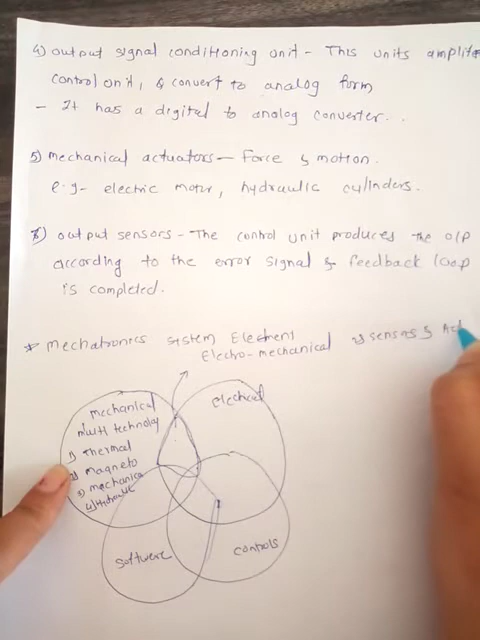 4) output signal conditioning unit - This units amplifie
control unit, & convert to analog form
- It has a digital to analog converter..
5) mechanical actuators - Force & motion.
e.g - electric motor, hydraulic cylinders.
output sensors - The control unit produces the O/P
according to the error signal & feedback loop
is completed.
* Mechatronics system Element
Electro-mechanical 1) sensors & Act
mechanical
multi technology
1) thermal
2) magneto
3) mechanica
4)
electrical
software
controls